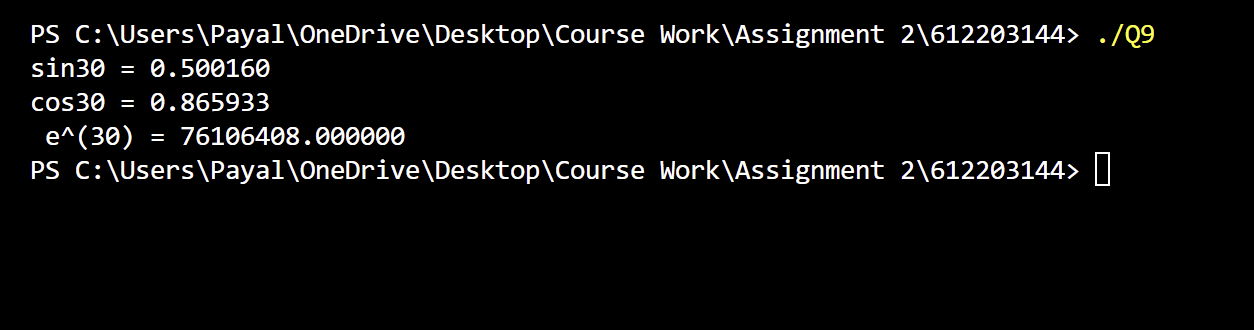 PS C:\Users\Payal\OneDrive\Desktop\Course Work\Assignment 2\612203144> ./Q9
sin30 = 0.500160
cos30 = 0.865933
 e^(30) = 76106408.000000
PS C:\Users\Payal\OneDrive\Desktop\Course Work\Assignment 2\612203144>